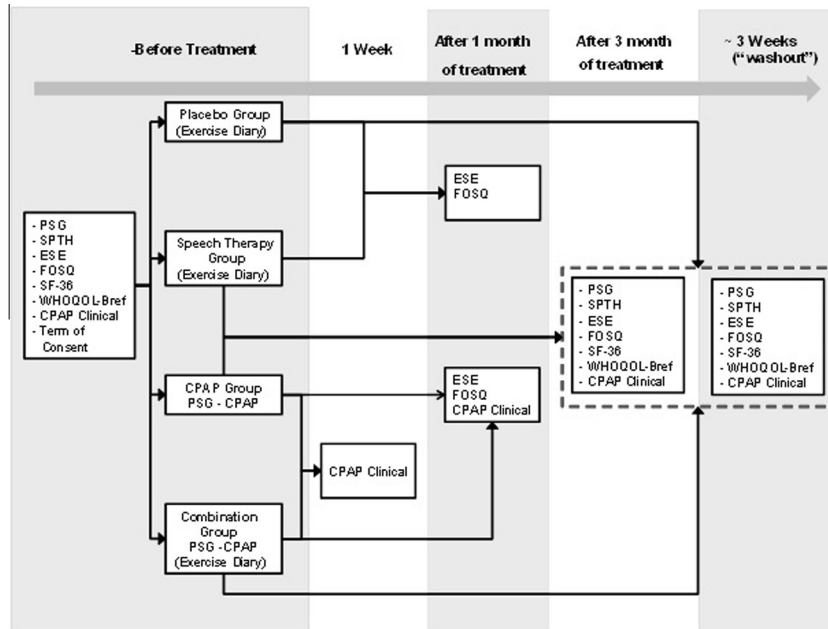 -Before Treatment
1 Week
After 1 month
of treatment
After 3 month
of treatment
~ 3 Weeks
("washout")
Placebo Group
(Exercise Diary)
ESE
FOSQ
- PSG
- SPTH
- ESE
- FOSQ
- SF-36
- WHOQOL-Bref
- CPAP Clinical
- Term of
Consent
Speech Therapy
Group
(Exercise Diary)
- PSG
- SPTH
- ESE
- FOSQ
- SF-36
- WHOQOL-Bref
- CPAP Clinical
- PSG
- SPTH
- ESE
- FOSQ
- SF-36
- WHOQOL-Bref
- CPAP Clinical
CPAP Group
PSG - CPAP
ESE
FOSQ
CPAP Clinical
CPAP Clinical
Combination
Group
PSG -CPAP
(Exercise Diary)